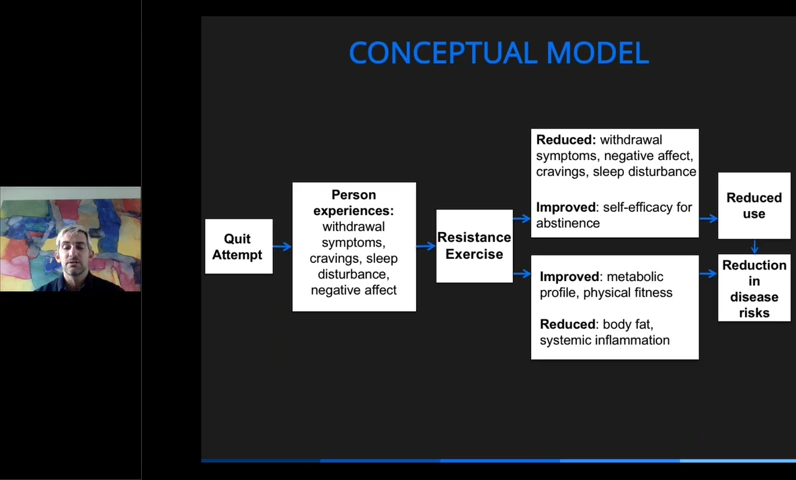 CONCEPTUAL MODEL
Quit
Attempt
Person
experiences:
withdrawal
symptoms,
cravings, sleep
disturbance,
negative affect
Resistance
Exercise
Reduced: withdrawal
symptoms, negative affect,
cravings, sleep disturbance
Improved: self-efficacy for
abstinence
Improved: metabolic
profile, physical fitness
Reduced: body fat,
systemic inflammation
Reduced
use
Reduction
in
disease
risks